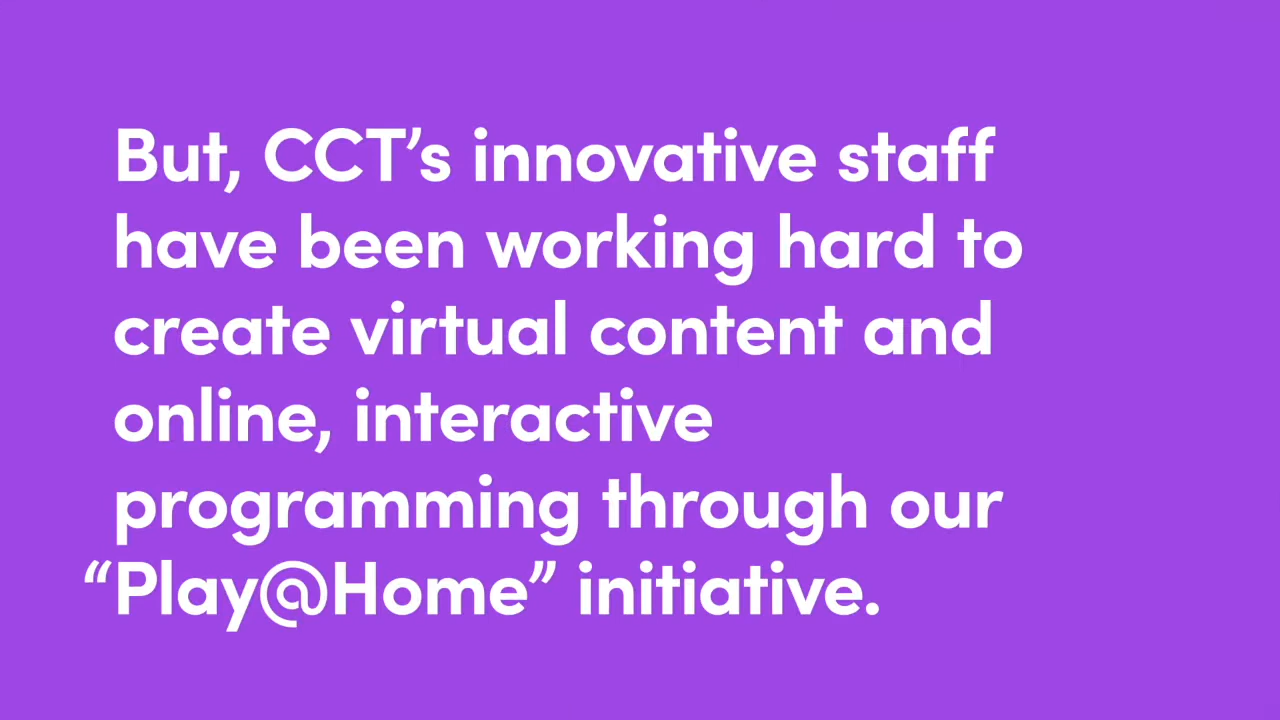 But, CCT’s innovative staff
have been working hard to
create virtual content and
online, interactive
programming through our
“Play@Home” initiative.